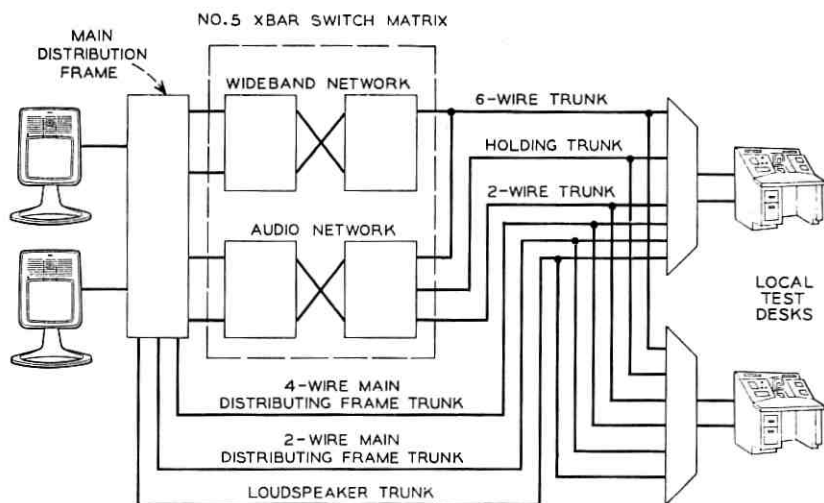 NO.5 XBAR SWITCH MATRIX
MAIN
DISTRIBUTION
FRAME
WIDEBAND NETWORK
6-WIRE TRUNK
HOLDING TRUNK
2-WIRE TRUNK
AUDIO NETWORK
LOCAL
TEST
DESKS
4-WIRE MAIN
DISTRIBUTING FRAME TRUNK
2-WIRE MAIN
DISTRIBUTING FRAME TRUNK
LOUDSPEAKER TRUNK